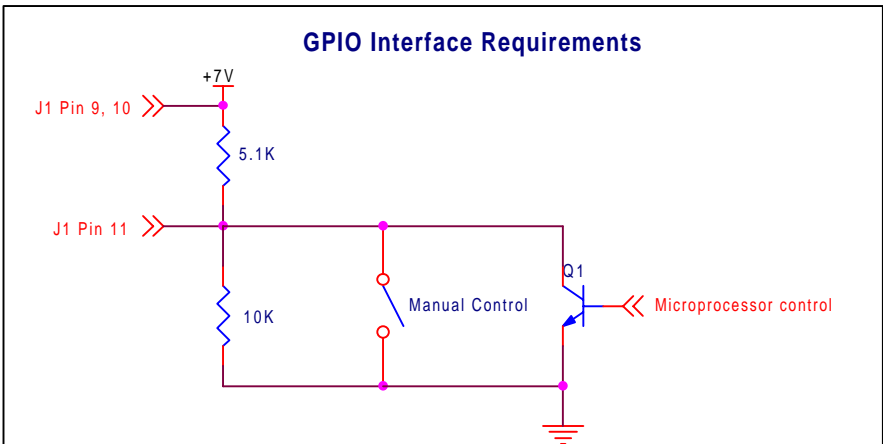 GPIO Interface Requirements
+7V
J1 Pin 9, 10
5.1K
J1 Pin 11
Q1
10K
Manual Control
Microprocessor control